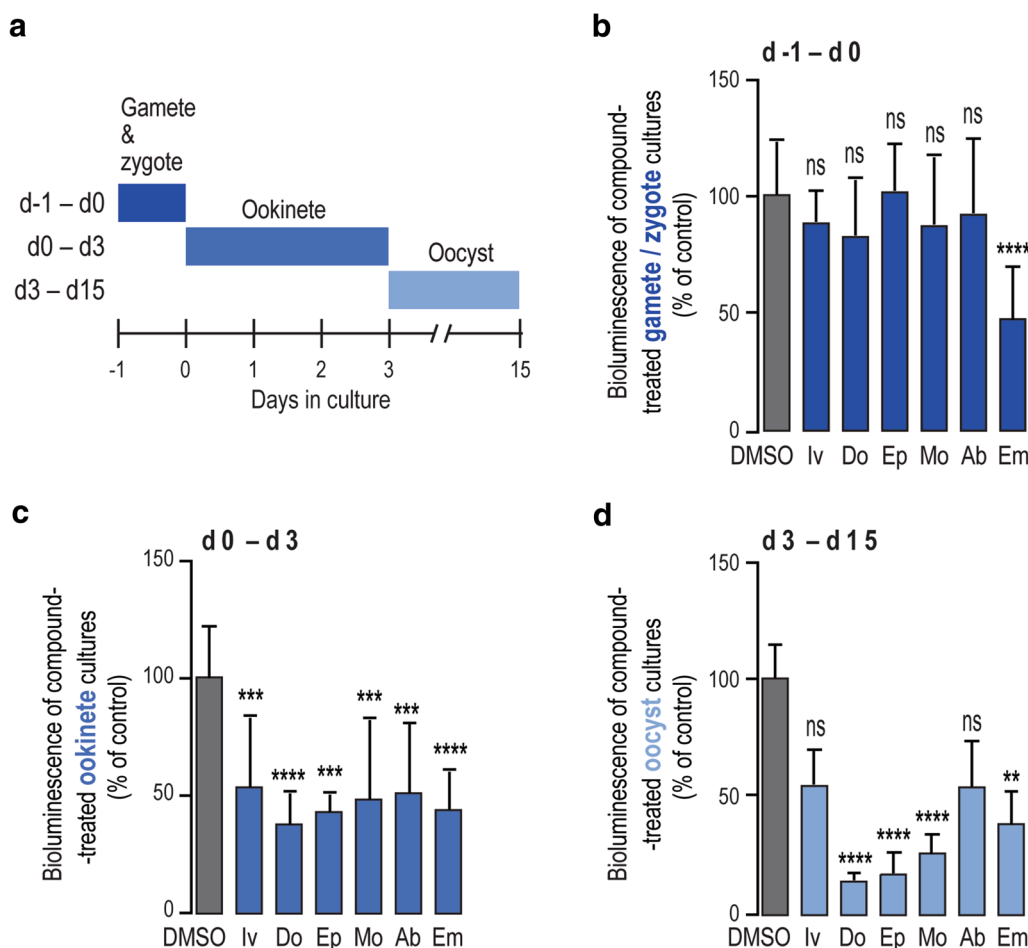 a
Gamete
&
zygote
d-1 – d0
Ookinete
d0 – d3
Oocyst
d3 – d15
-1 0 1 2 3 15
Days in culture
b
d -1 – d 0
Bioluminescence of compound-
treated gamete / zygote cultures
(% of control)
150
100
50
0
ns ns ns ns ns ****
DMSO Iv Do Ep Mo Ab Em
c
d 0 – d 3
Bioluminescence of compound-
-treated ookinete cultures
(% of control)
150
100
50
0
*** **** *** *** *** ****
DMSO Iv Do Ep Mo Ab Em
d
d 3 – d 1 5
Bioluminescence of compound-
-treated oocyst cultures
(% of control)
150
100
50
0
ns **** **** **** ns **
DMSO Iv Do Ep Mo Ab Em